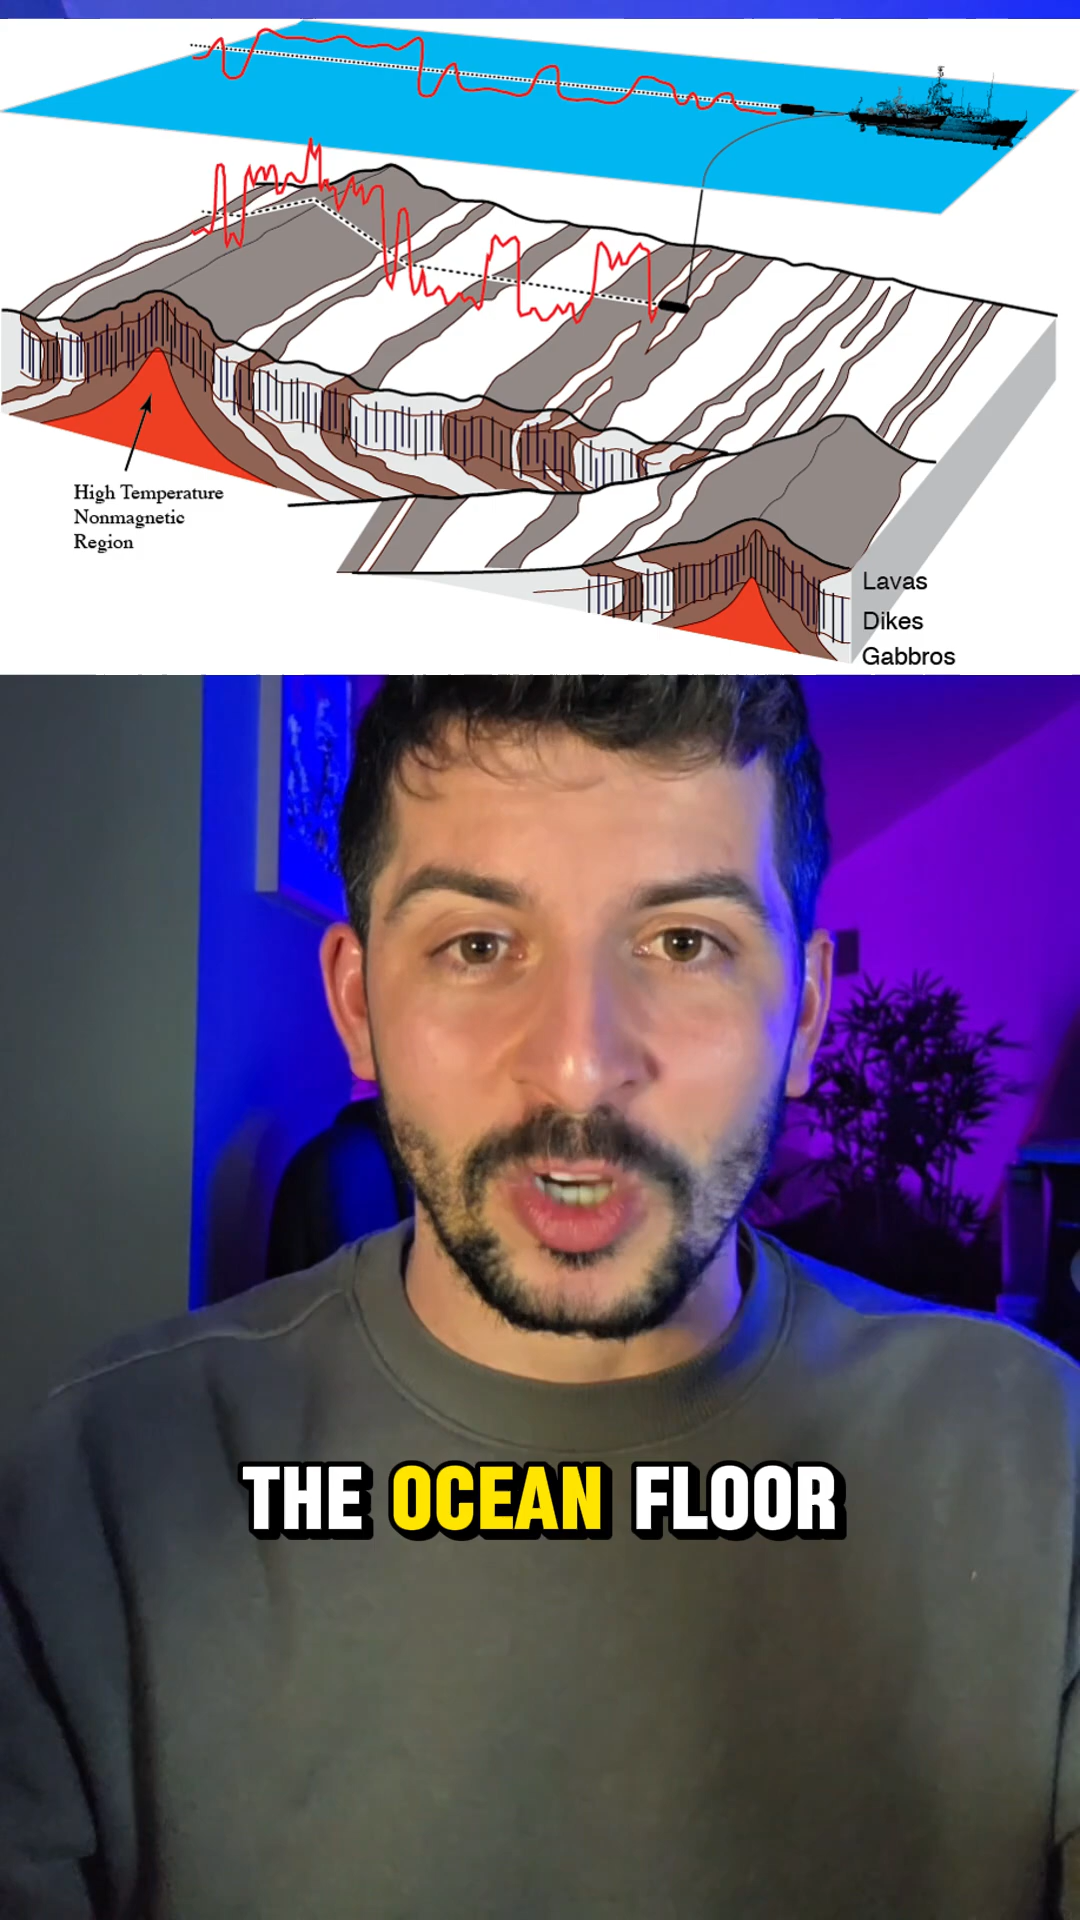 High Temperature
Nonmagnetic
Region
Lavas
Dikes
Gabbros
THE OCEAN FLOOR